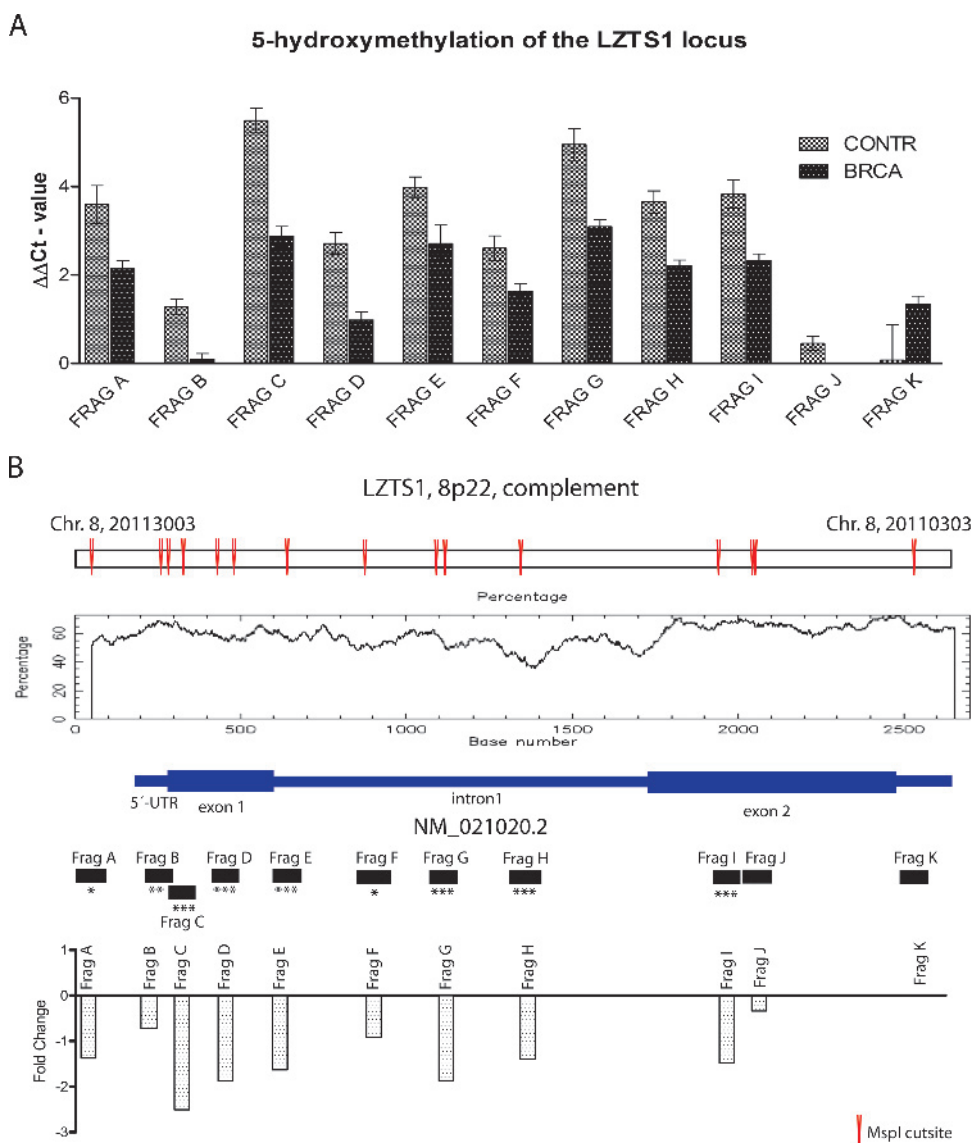 A
5-hydroxymethylation of the LZTS1 locus
6
4
2
0
ΔΔCt - value
CONTR
BRCA
FRAG A
FRAG B
FRAG C
FRAG D
FRAG E
FRAG F
FRAG G
FRAG H
FRAG I
FRAG J
FRAG K
B
LZTS1, 8p22, complement
Chr. 8, 20113003
Chr. 8, 20110303
Percentage
Percentage
60
40
20
0
0
500
1000
1500
2000
2500
Base number
5´-UTR
exon 1
intron1
exon 2
NM_021020.2
Frag A
Frag B
Frag D
Frag E
Frag F
Frag G
Frag H
Frag I
Frag J
Frag K
*
**
***
***
*
***
***
***
***
Frag C
1
0
-1
-2
-3
Fold Change
Frag A
Frag B
Frag C
Frag D
Frag E
Frag F
Frag G
Frag H
Frag I
Frag J
Frag K
MspI cutsite